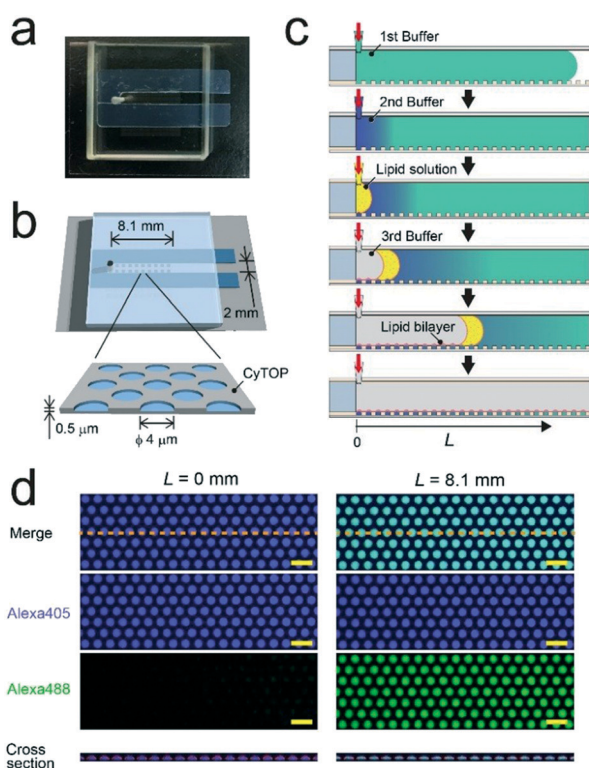 a
b
8.1 mm
2 mm
CyTOP
0.5 μm
ϕ 4 μm
c
1st Buffer
2nd Buffer
Lipid solution
3rd Buffer
Lipid bilayer
0
L
d
L = 0 mm
L = 8.1 mm
Merge
Alexa405
Alexa488
Cross
section